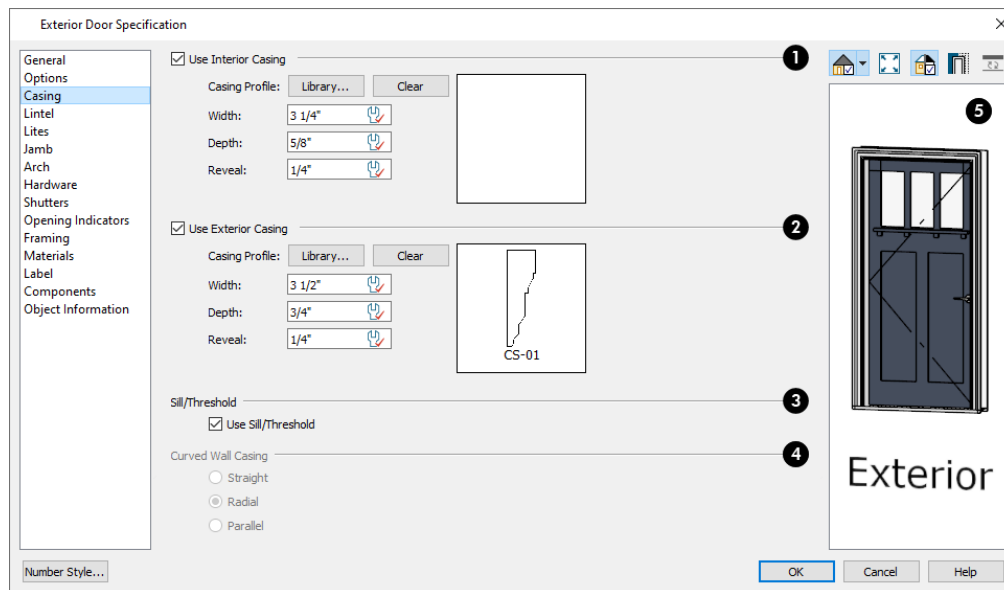 Exterior Door Specification
General
Options
Casing
Lintel
Lites
Jamb
Arch
Hardware
Shutters
Opening Indicators
Framing
Materials
Label
Components
Object Information
Use Interior Casing
1
Casing Profile:
Library...
Clear
Width:
3 1/4"
Depth:
5/8"
Reveal:
1/4"
Use Exterior Casing
2
Casing Profile:
Library...
Clear
Width:
3 1/2"
Depth:
3/4"
Reveal:
1/4"
CS-01
Sill/Threshold
3
Use Sill/Threshold
Curved Wall Casing
4
Straight
Radial
Parallel
5
Exterior
Number Style...
OK
Cancel
Help